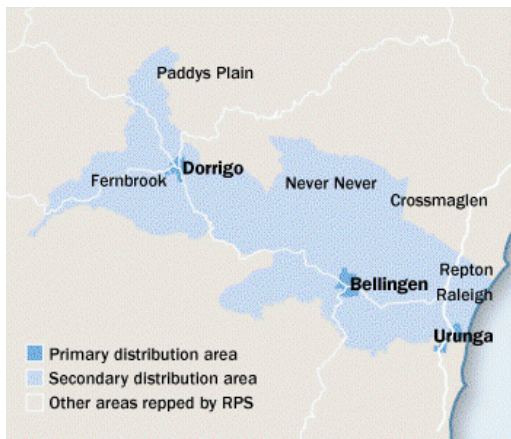 Paddys Plain
Dorrigo
Fernbrook
Never Never
Crossmaglen
Repton
Bellingen
Raleigh
Urunga
Primary distribution area
Secondary distribution area
Other areas repped by RPS